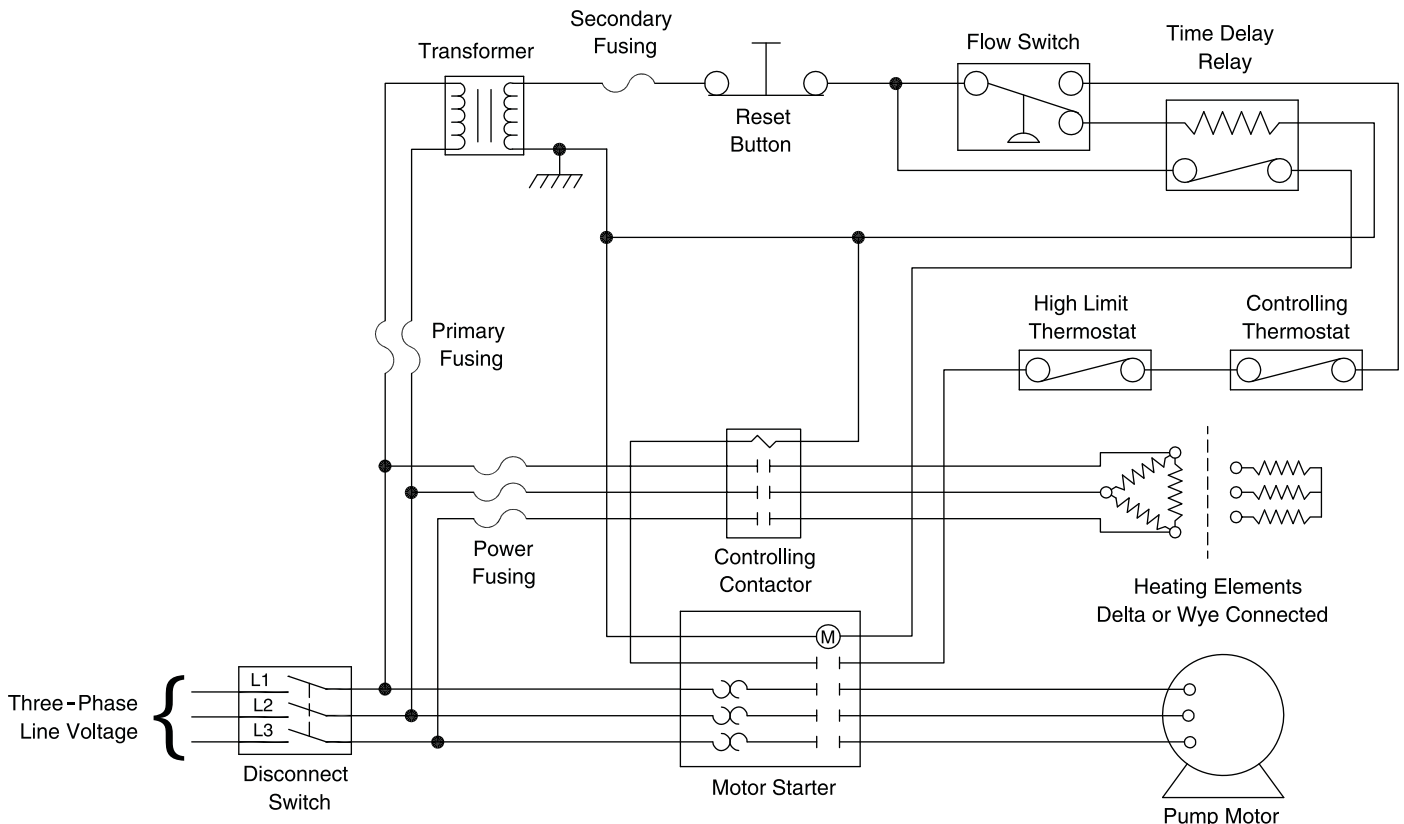 Secondary
Fusing
Transformer
Flow Switch
Time Delay
Relay
Reset
Button
Primary
Fusing
High Limit
Thermostat
Controlling
Thermostat
Power
Fusing
Controlling
Contactor
Heating Elements
Delta or Wye Connected
M
L1
L2
L3
Three-Phase
Line Voltage
Disconnect
Switch
Motor Starter
Pump Motor